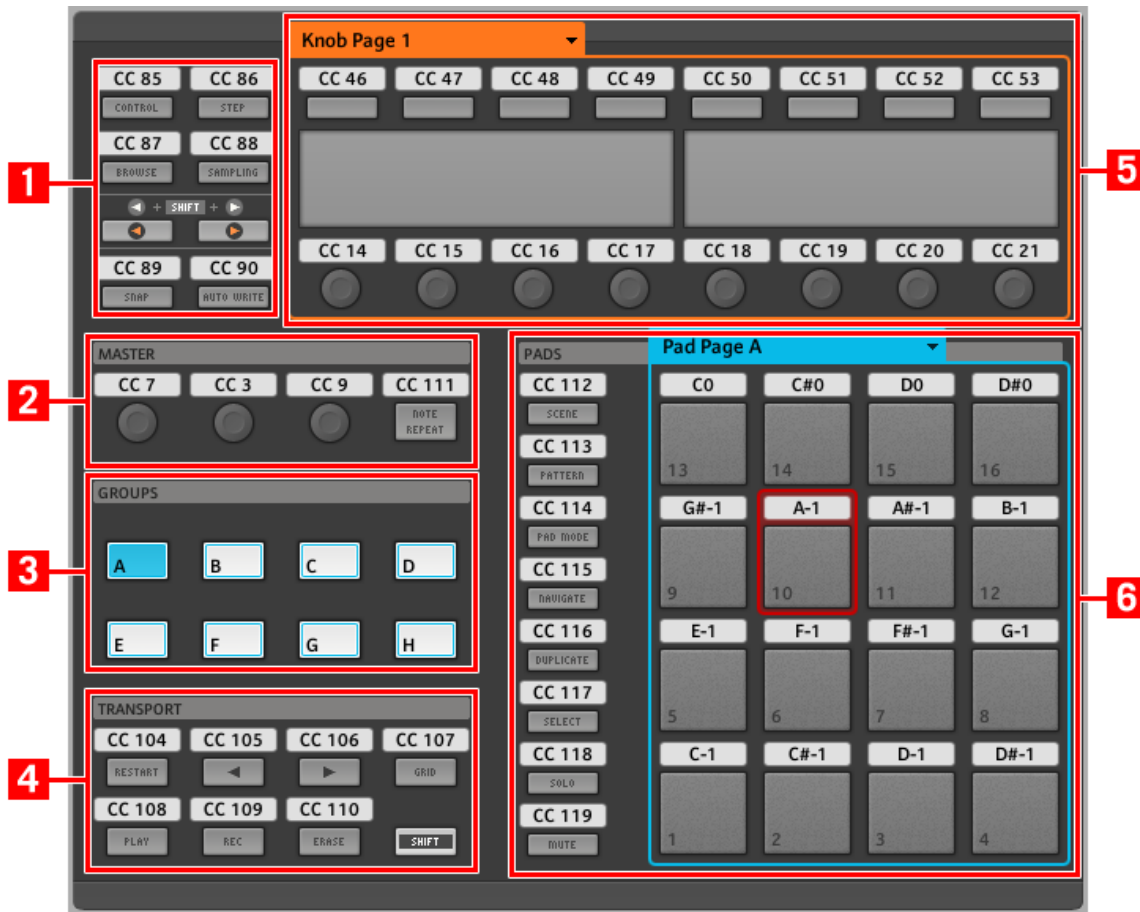 Knob Page 1
CC 46 CC 47 CC 48 CC 49 CC 50 CC 51 CC 52 CC 53
CC 14 CC 15 CC 16 CC 17 CC 18 CC 19 CC 20 CC 21
5
1
CC 85 CC 86
CONTROL STEP
CC 87 CC 88
BROWSE SAMPLING
+ SHIFT +
CC 89 CC 90
SNAP AUTO WRITE
2
MASTER
CC 7 CC 3 CC 9 CC 111
NOTE
REPEAT
3
GROUPS
A B C D
E F G H
4
TRANSPORT
CC 104 CC 105 CC 106 CC 107
RESTART GRID
CC 108 CC 109 CC 110
PLAY REC ERASE SHIFT
PADS
CC 112
SCENE
CC 113
PATTERN
CC 114
PAD MODE
CC 115
NAVIGATE
CC 116
DUPLICATE
CC 117
SELECT
CC 118
SOLO
CC 119
MUTE
Pad Page A
C0 C#0 D0 D#0
13 14 15 16
G#-1 A-1 A#-1 B-1
9 10 11 12
E-1 F-1 F#-1 G-1
5 6 7 8
C-1 C#-1 D-1 D#-1
1 2 3 4
6